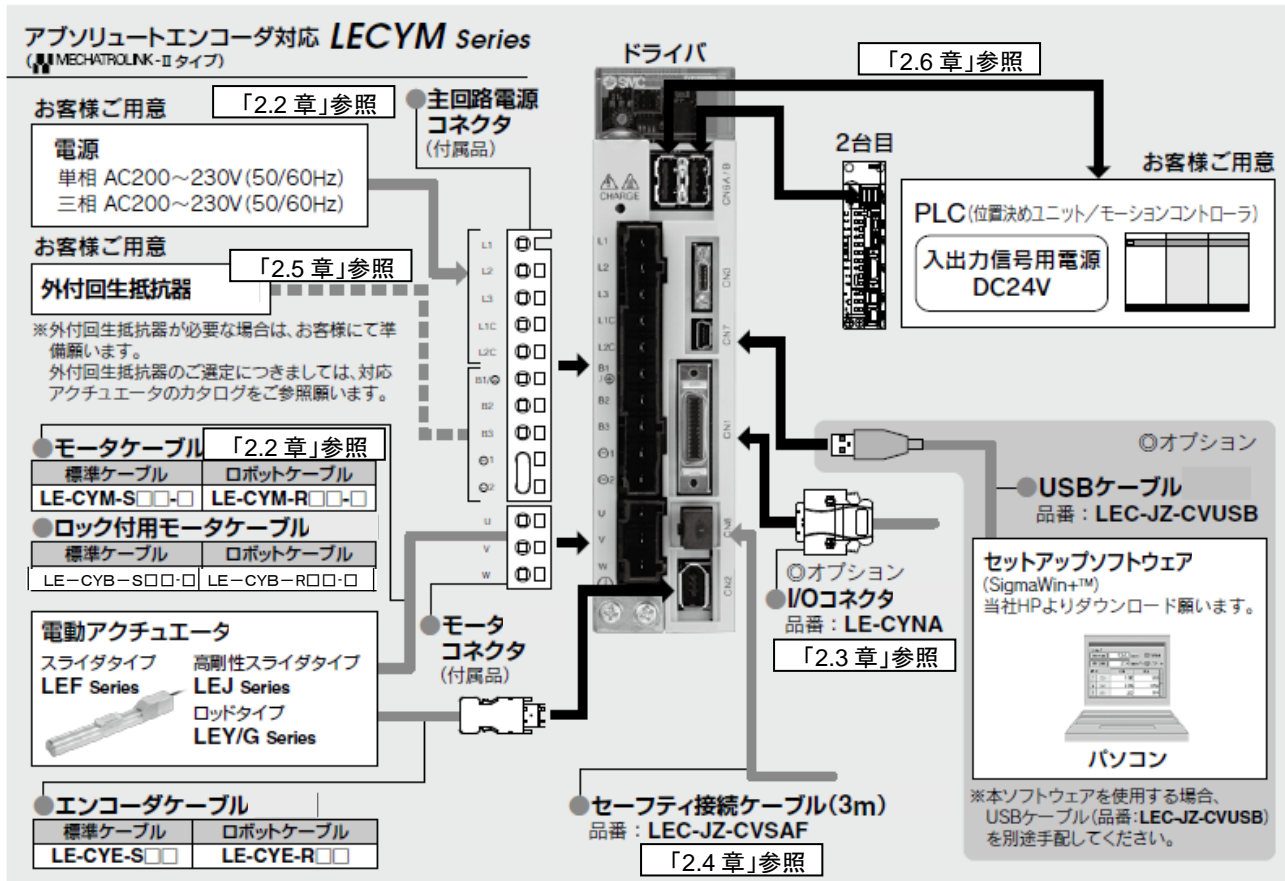 アブソリュートエンコーダ対応 LECYM Series
(MECHATROLINK-Ⅱタイプ)
お客様ご用意
「2.2 章」参照
電源
単相 AC200～230V(50/60Hz)
三相 AC200～230V(50/60Hz)
お客様ご用意
「2.5 章」参照
外付回生抵抗器
※外付回生抵抗器が必要な場合は、お客様にて準
備願います。
外付回生抵抗器のご選定につきましては、対応
アクチュエータのカタログをご参照願います。
●モータケーブル
「2.2 章」参照
標準ケーブル ロボットケーブル
LE-CYM-S□□-□ LE-CYM-R□□-□
●ロック付用モータケーブル
標準ケーブル ロボットケーブル
LE－CYB－S□□-□ LE－CYB－R□□-□
電動アクチュエータ
スライダタイプ
LEF Series
高剛性スライダタイプ
LEJ Series
ロッドタイプ
LEY/G Series
●エンコーダケーブル
標準ケーブル ロボットケーブル
LE-CYE-S□□ LE-CYE-R□□
●主回路電源
コネクタ
(付属品)
L1
L2
L3
L1C
L2C
B1/⊕
B2
B3
⊖1
⊖2
U
V
W
●モータ
コネクタ
(付属品)
ドライバ
SMC
CHARGE
CN6A/B
L1
L2
L3
L1C
L2C
B1
/⊕
B2
B3
⊖1
⊖2
U
V
W
CN3
CN7
CN1
CN8
CN2
「2.6 章」参照
2台目
お客様ご用意
PLC(位置決めユニット／モーションコントローラ)
入出力信号用電源
DC24V
◎オプション
●USBケーブル
品番：LEC-JZ-CVUSB
セットアップソフトウェア
(SigmaWin+™)
当社HPよりダウンロード願います。
パソコン
※本ソフトウェアを使用する場合、
USBケーブル(品番:LEC-JZ-CVUSB)
を別途手配してください。
◎オプション
●I/Oコネクタ
品番：LE-CYNA
「2.3 章」参照
●セーフティ接続ケーブル(3m)
品番：LEC-JZ-CVSAF
「2.4 章」参照